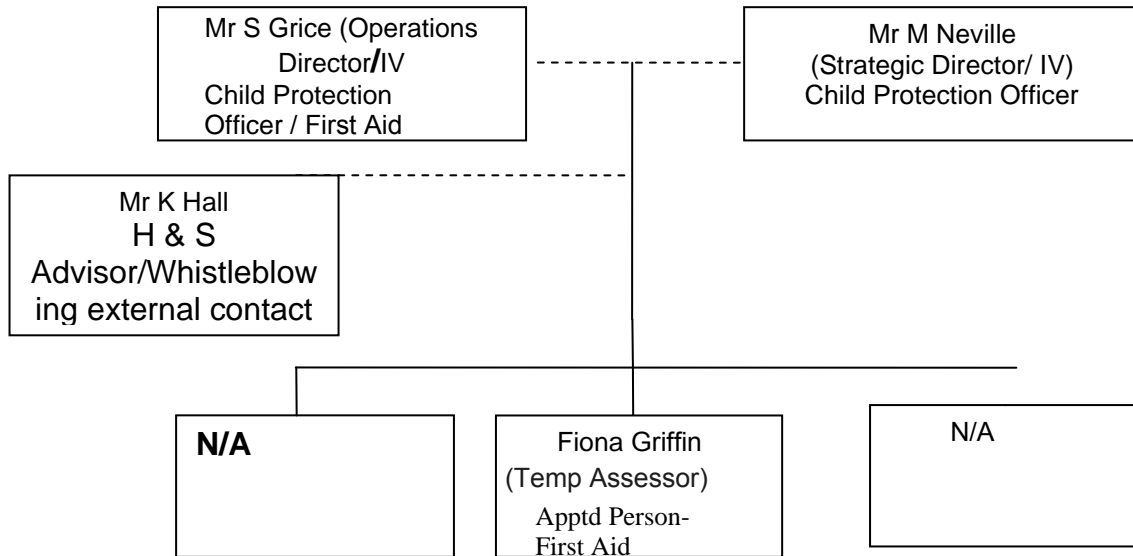 Mr S Grice (Operations
Director/IV
Child Protection
Officer / First Aid
Mr M Neville
(Strategic Director/ IV)
Child Protection Officer
Mr K Hall
H & S
Advisor/Whistleblow
ing external contact
N/A
Fiona Griffin
(Temp Assessor)
Apptd Person-
First Aid
N/A